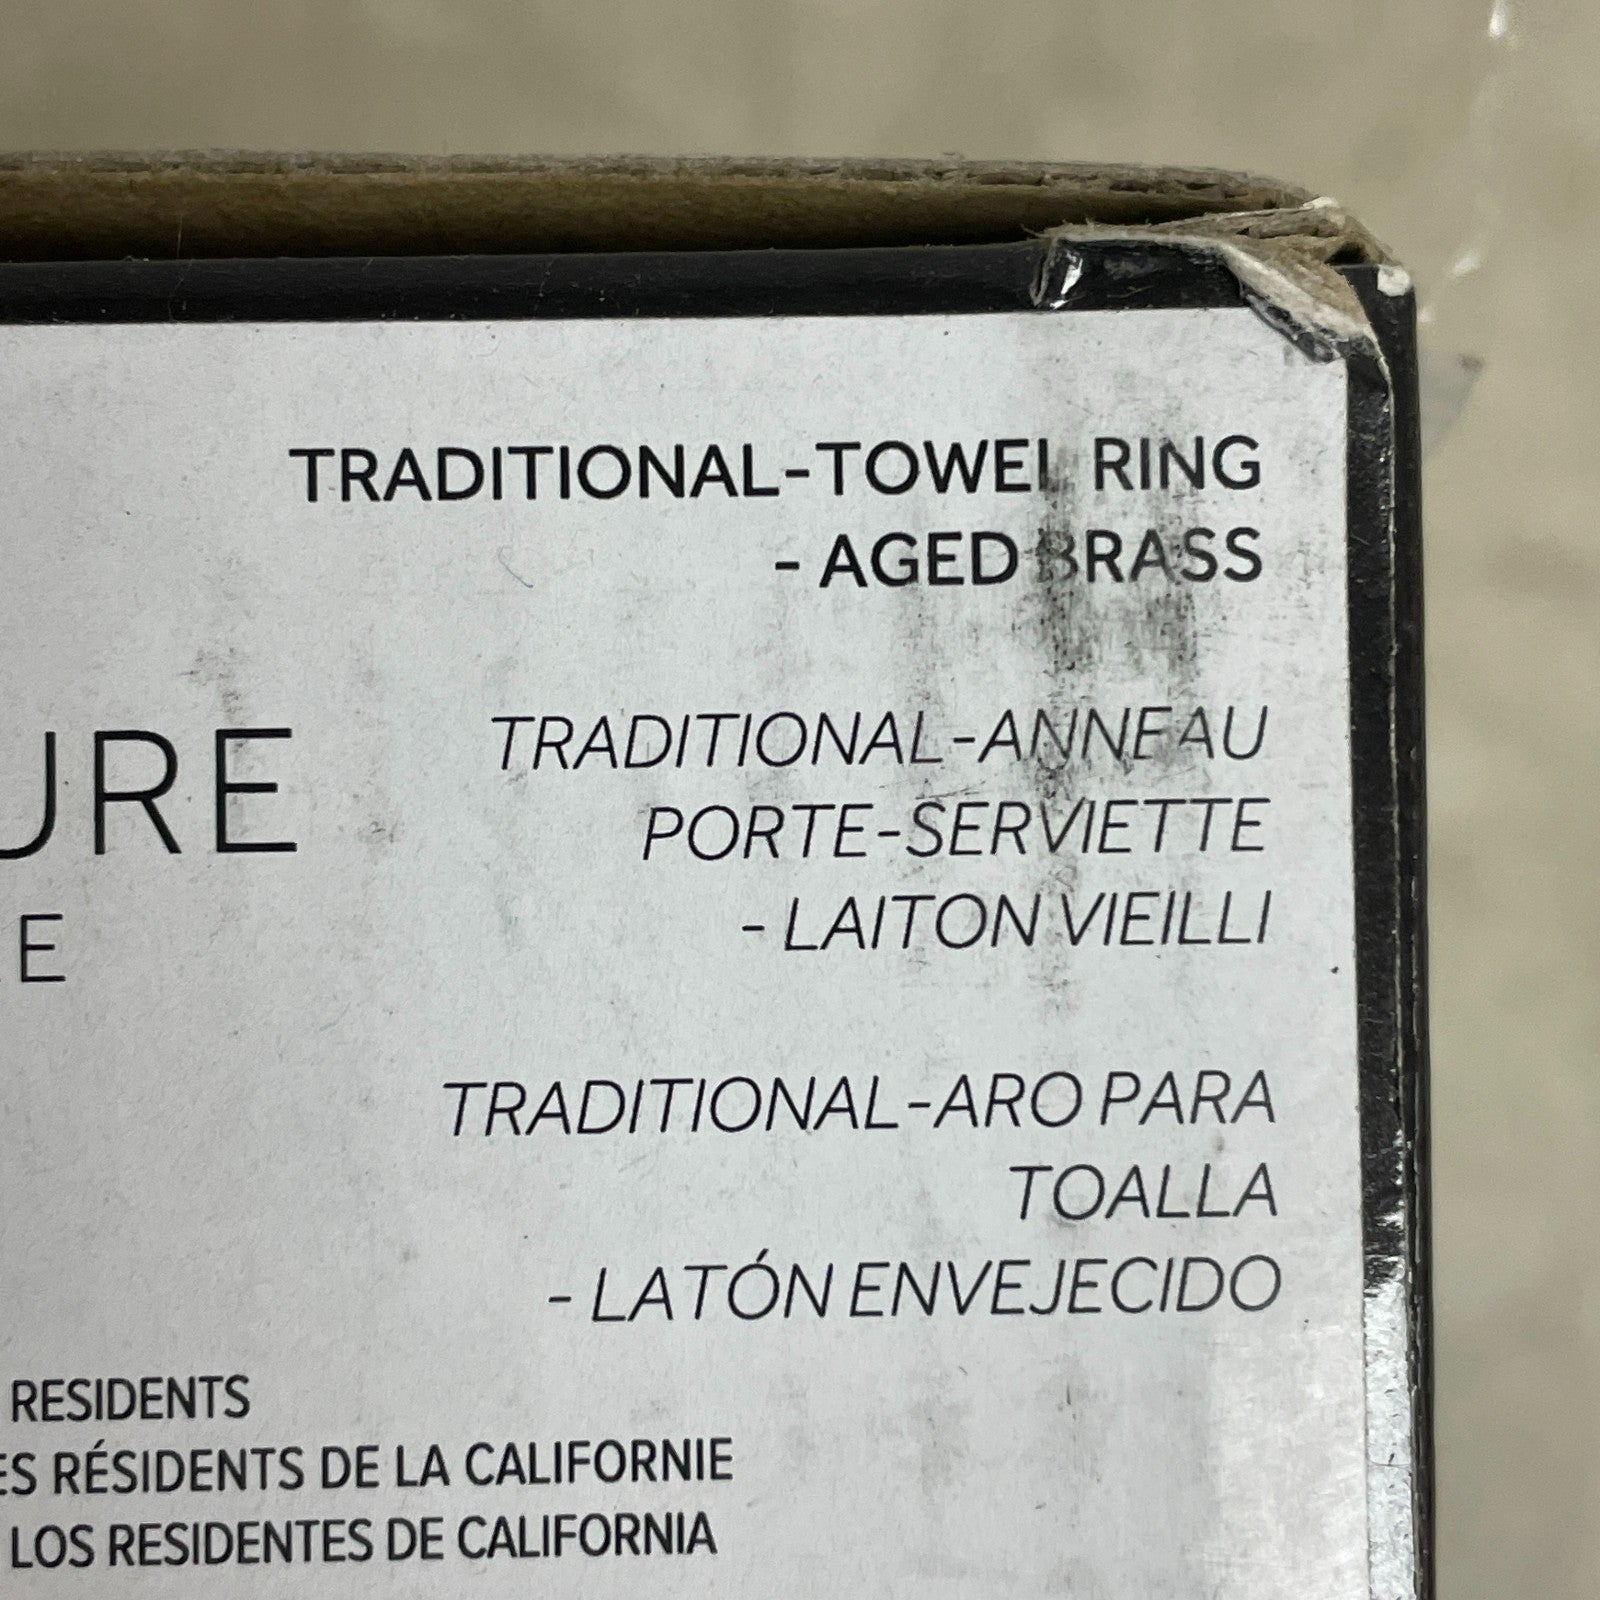 TRADITIONAL-TOWEL RING
- AGED BRASS
TRADITIONAL-ANNEAU
PORTE-SERVIETTE
- LAITON VIEILLI
TRADITIONAL-ARO PARA
TOALLA
- LATÓN ENVEJECIDO
URE
E
RESIDENTS
ES RÉSIDENTS DE LA CALIFORNIE
LOS RESIDENTES DE CALIFORNIA